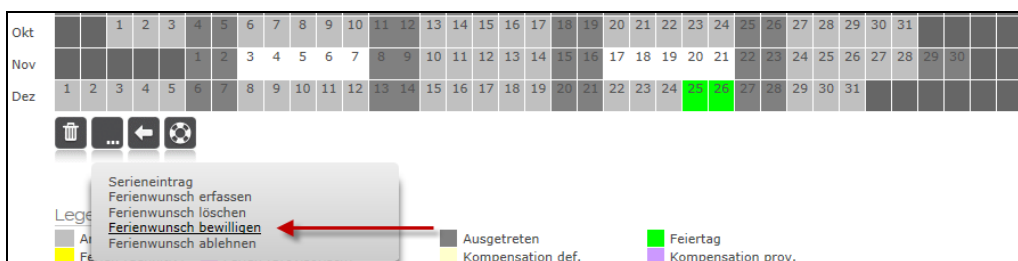 Okt 1 2 3 4 5 6 7 8 9 10 11 12 13 14 15 16 17 18 19 20 21 22 23 24 25 26 27 28 29 30 31
Nov 1 2 3 4 5 6 7 8 9 10 11 12 13 14 15 16 17 18 19 20 21 22 23 24 25 26 27 28 29 30
Dez 1 2 3 4 5 6 7 8 9 10 11 12 13 14 15 16 17 18 19 20 21 22 23 24 25 26 27 28 29 30 31
...
Serieneintrag
Ferienwunsch erfassen
Ferienwunsch löschen
Ferienwunsch bewilligen
Ferienwunsch ablehnen
Lege
Ausgetreten Feiertag
Kompensation def. Kompensation prov.